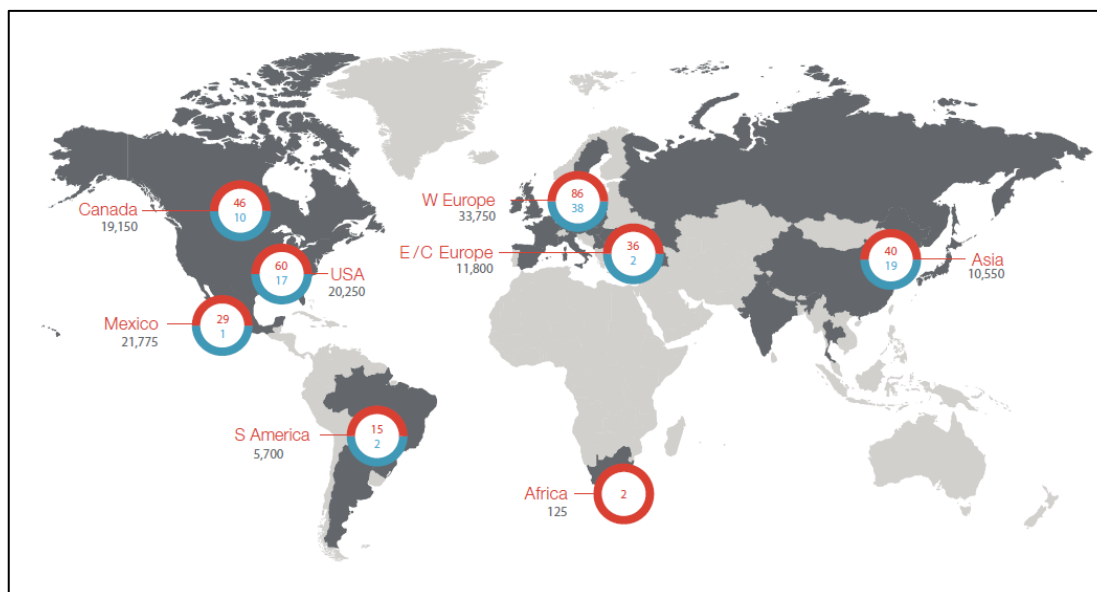 46
10
Canada
19,150
60
17
USA
20,250
29
1
Mexico
21,775
15
2
S America
5,700
86
38
W Europe
33,750
36
2
E/C Europe
11,800
40
19
Asia
10,550
2
Africa
125